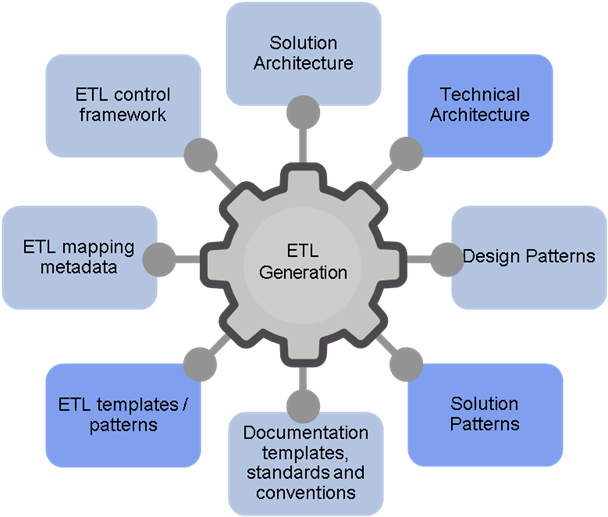 Solution
Architecture
ETL control
framework
Technical
Architecture
ETL mapping
metadata
ETL
Generation
Design Patterns
ETL templates /
patterns
Solution
Patterns
Documentation
templates,
standards and
conventions